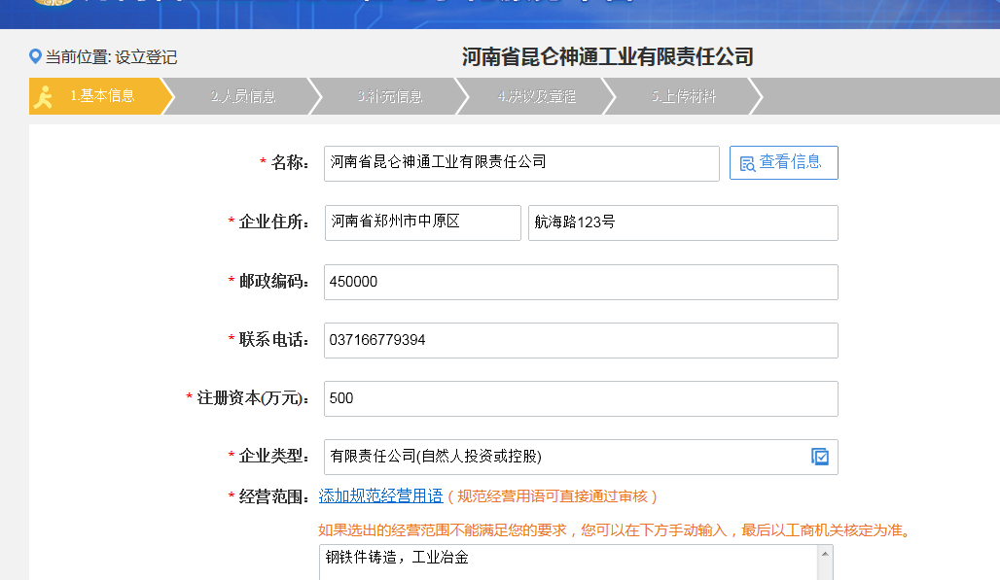 当前位置: 设立登记
河南省昆仑神通工业有限责任公司
1.基本信息 2.人员信息 3.补充信息 4.决议及章程 5.上传材料
* 名称： 河南省昆仑神通工业有限责任公司 查看信息
* 企业住所： 河南省郑州市中原区 航海路123号
* 邮政编码： 450000
* 联系电话： 037166779394
* 注册资本(万元)： 500
* 企业类型： 有限责任公司(自然人投资或控股)
* 经营范围： 添加规范经营用语 ( 规范经营用语可直接通过审核 )
如果选出的经营范围不能满足您的要求，您可以在下方手动输入，最后以工商机关核定为准。
钢铁件铸造，工业冶金